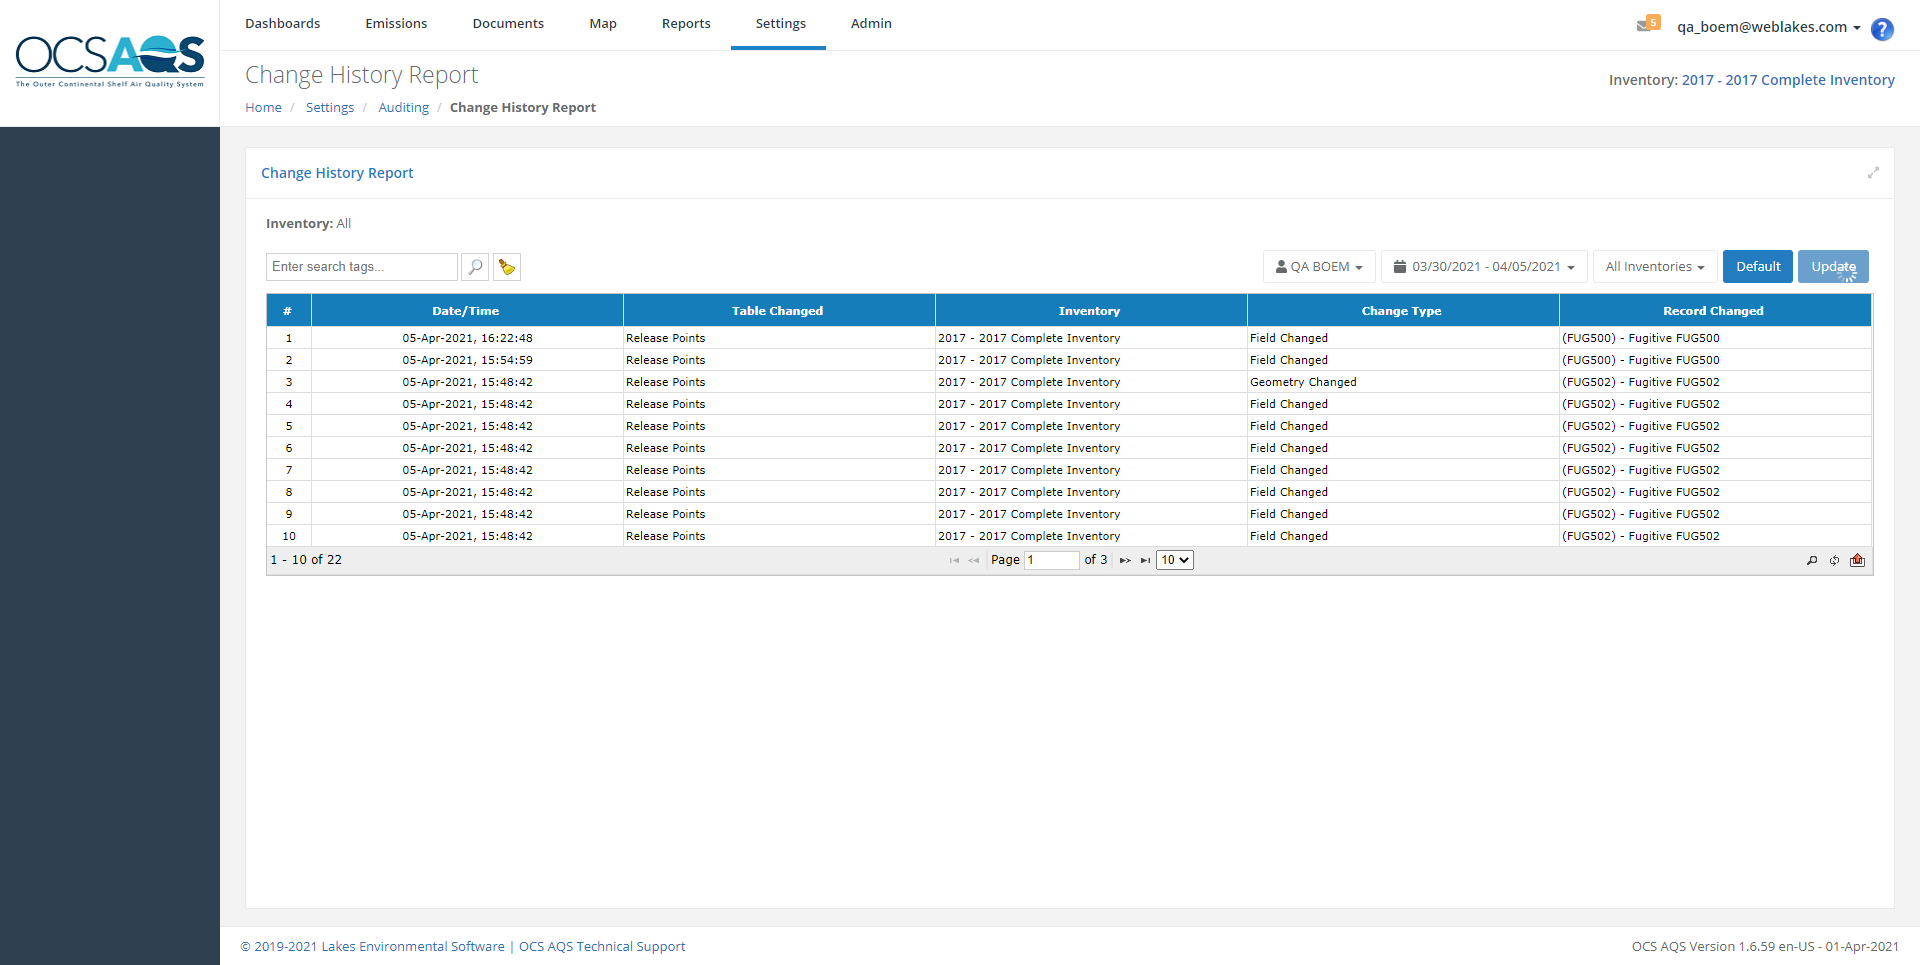 OCSAQS
The Outer Continental Shelf Air Quality System
Dashboards Emissions Documents Map Reports Settings Admin
5 qa_boem@weblakes.com ?
Change History Report
Inventory: 2017 - 2017 Complete Inventory
Home / Settings / Auditing / Change History Report
Change History Report
Inventory: All
Enter search tags... QA BOEM 03/30/2021 - 04/05/2021 All Inventories Default Update
# Date/Time Table Changed Inventory Change Type Record Changed
1 05-Apr-2021, 16:22:48 Release Points 2017 - 2017 Complete Inventory Field Changed (FUG500) - Fugitive FUG500
2 05-Apr-2021, 15:54:59 Release Points 2017 - 2017 Complete Inventory Field Changed (FUG500) - Fugitive FUG500
3 05-Apr-2021, 15:48:42 Release Points 2017 - 2017 Complete Inventory Geometry Changed (FUG502) - Fugitive FUG502
4 05-Apr-2021, 15:48:42 Release Points 2017 - 2017 Complete Inventory Field Changed (FUG502) - Fugitive FUG502
5 05-Apr-2021, 15:48:42 Release Points 2017 - 2017 Complete Inventory Field Changed (FUG502) - Fugitive FUG502
6 05-Apr-2021, 15:48:42 Release Points 2017 - 2017 Complete Inventory Field Changed (FUG502) - Fugitive FUG502
7 05-Apr-2021, 15:48:42 Release Points 2017 - 2017 Complete Inventory Field Changed (FUG502) - Fugitive FUG502
8 05-Apr-2021, 15:48:42 Release Points 2017 - 2017 Complete Inventory Field Changed (FUG502) - Fugitive FUG502
9 05-Apr-2021, 15:48:42 Release Points 2017 - 2017 Complete Inventory Field Changed (FUG502) - Fugitive FUG502
10 05-Apr-2021, 15:48:42 Release Points 2017 - 2017 Complete Inventory Field Changed (FUG502) - Fugitive FUG502
1 - 10 of 22 Page 1 of 3 10
© 2019-2021 Lakes Environmental Software | OCS AQS Technical Support
OCS AQS Version 1.6.59 en-US - 01-Apr-2021